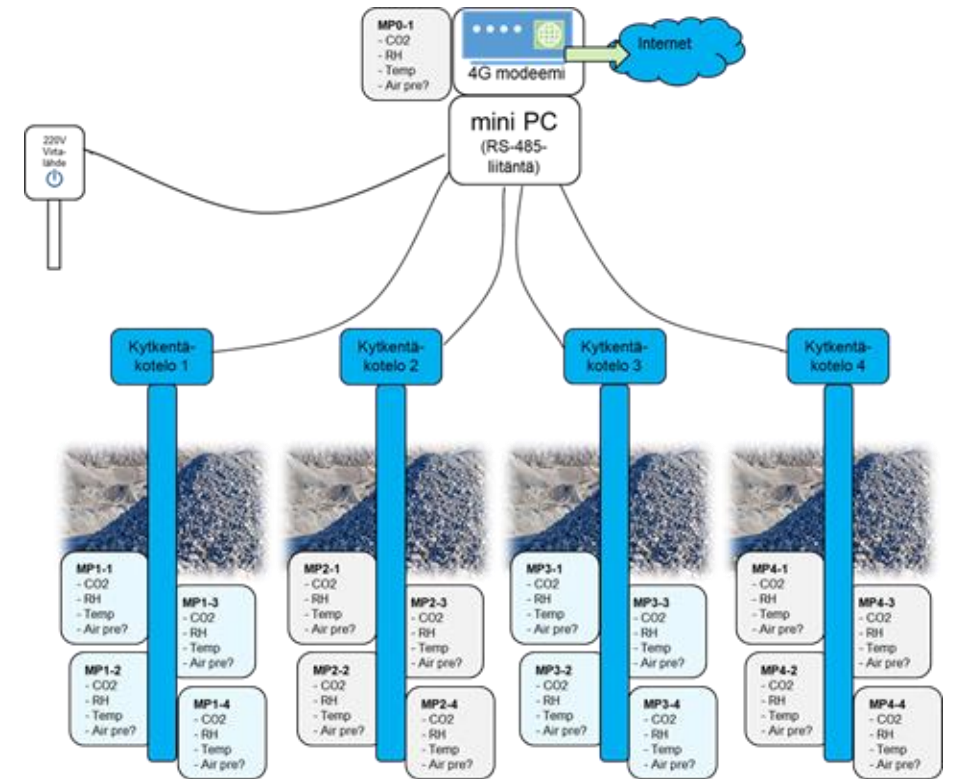 MP0-1
- CO2
- RH
- Temp
- Air pre?
4G modeemi
Internet
mini PC
(RS-485-
liitäntä)
220V
Virta-
lähde
Kytkentä-
kotelo 1
Kytkentä-
kotelo 2
Kytkentä-
kotelo 3
Kytkentä-
kotelo 4
MP1-1
- CO2
- RH
- Temp
- Air pre?
MP1-3
- CO2
- RH
- Temp
- Air pre?
MP1-2
- CO2
- RH
- Temp
- Air pre?
MP1-4
- CO2
- RH
- Temp
- Air pre?
MP2-1
- CO2
- RH
- Temp
- Air pre?
MP2-3
- CO2
- RH
- Temp
- Air pre?
MP2-2
- CO2
- RH
- Temp
- Air pre?
MP2-4
- CO2
- RH
- Temp
- Air pre?
MP3-1
- CO2
- RH
- Temp
- Air pre?
MP3-3
- CO2
- RH
- Temp
- Air pre?
MP3-2
- CO2
- RH
- Temp
- Air pre?
MP3-4
- CO2
- RH
- Temp
- Air pre?
MP4-1
- CO2
- RH
- Temp
- Air pre?
MP4-3
- CO2
- RH
- Temp
- Air pre?
MP4-2
- CO2
- RH
- Temp
- Air pre?
MP4-4
- CO2
- RH
- Temp
- Air pre?